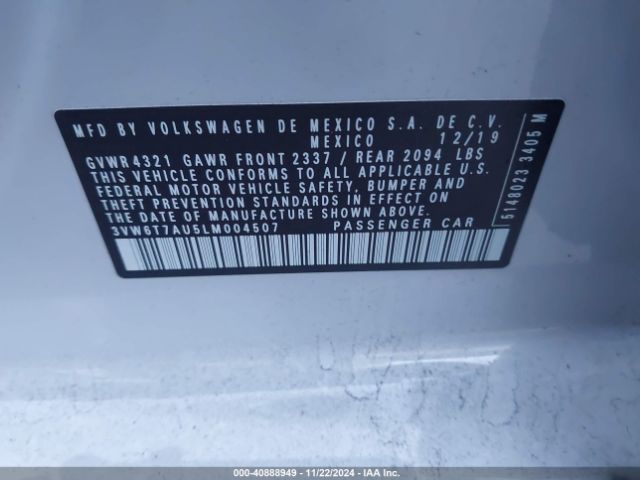 MFD BY VOLKSWAGEN DE MEXICO S.A. DE C.V.
MEXICO 12/19
GVWR 4321 GAWR FRONT 2337 / REAR 2094 LBS
THIS VEHICLE CONFORMS TO ALL APPLICABLE U.S.
FEDERAL MOTOR VEHICLE SAFETY, BUMPER AND
THEFT PREVENTION STANDARDS IN EFFECT ON
THE DATE OF MANUFACTURE SHOWN ABOVE.
3VW6T7AU5LM004507 PASSENGER CAR
5148023 3405 M
000-40888949 - 11/22/2024 - IAA Inc.